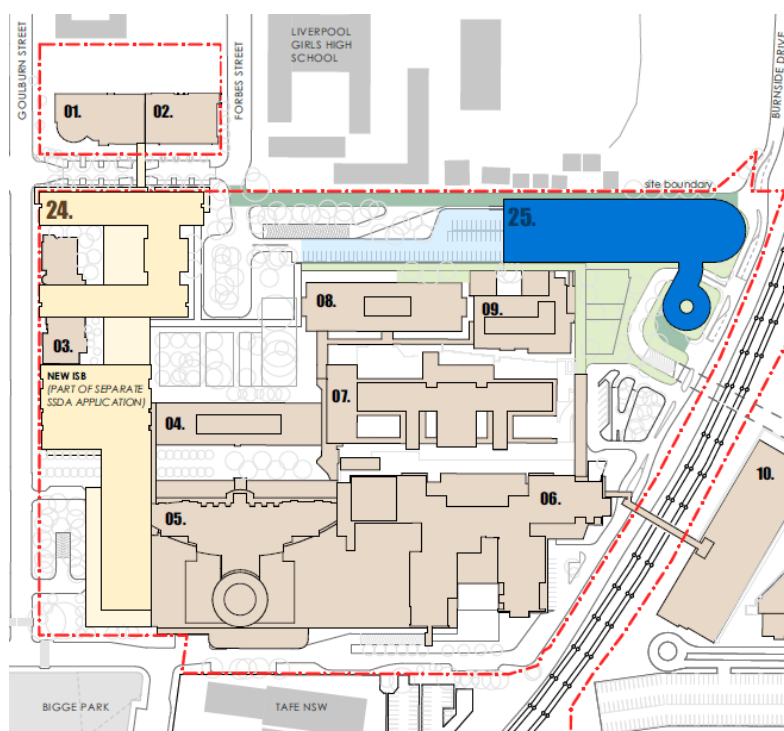 GOULBURN STREET
FORBES STREET
LIVERPOOL
GIRLS HIGH
SCHOOL
BURNSIDE DRIVE
01.
02.
site boundary
24.
25.
08.
09.
03.
NEW ISB
(PART OF SEPARATE
SSDA APPLICATION)
07.
04.
10.
06.
05.
BIGGE PARK
TAFE NSW